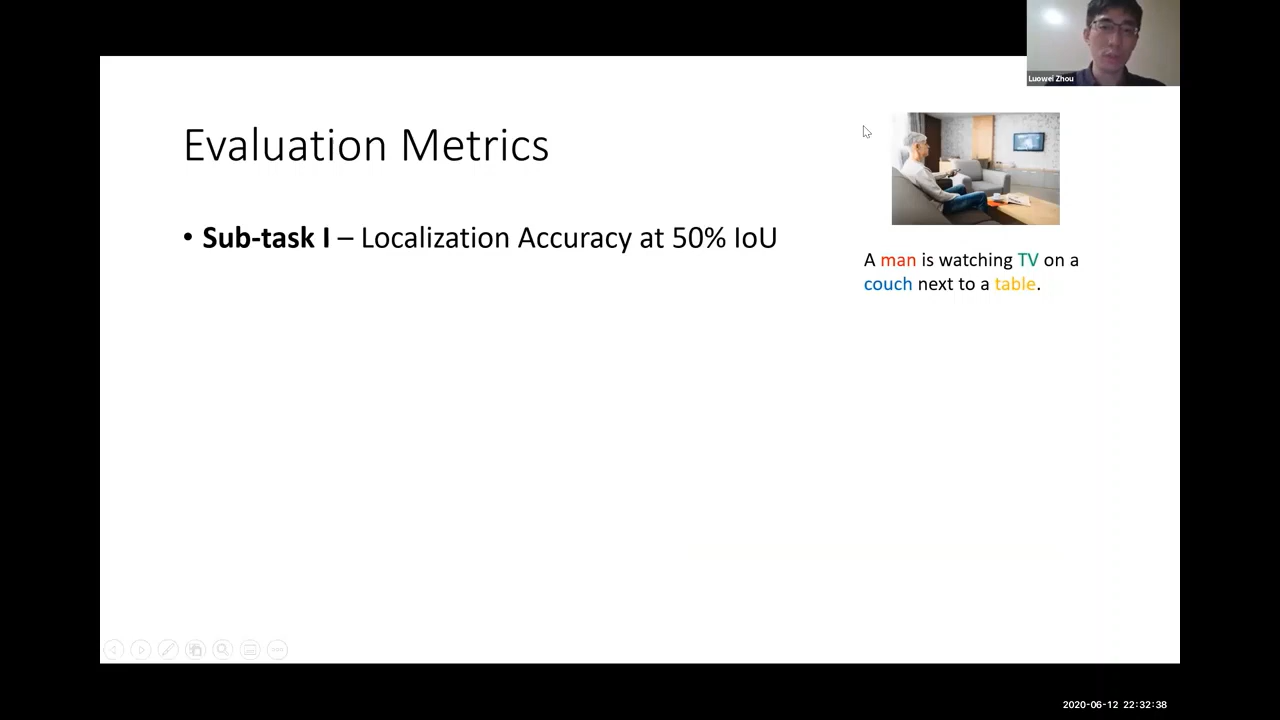 Luowei Zhou
Evaluation Metrics
• Sub-task I – Localization Accuracy at 50% IoU
A man is watching TV on a
couch next to a table.
2020-06-12 22:32:38